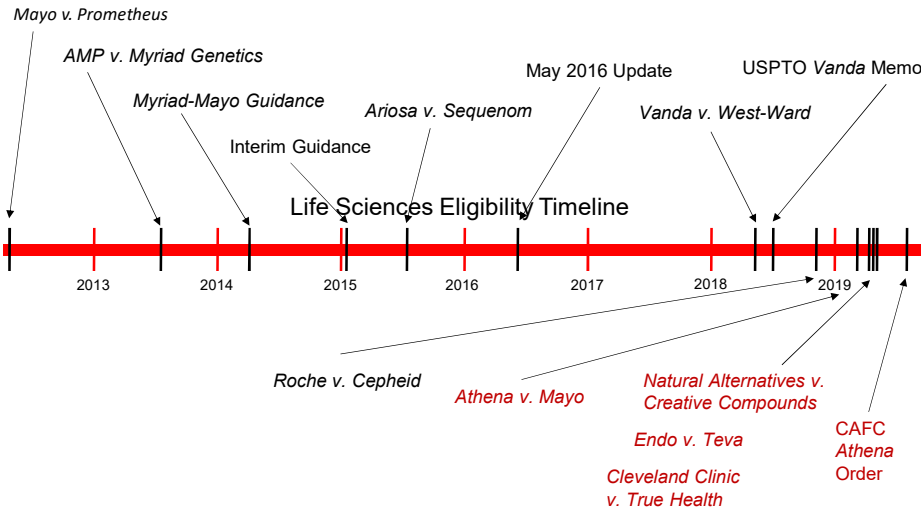 Mayo v. Prometheus
AMP v. Myriad Genetics
Myriad-Mayo Guidance
Interim Guidance
Ariosa v. Sequenom
May 2016 Update
Vanda v. West-Ward
USPTO Vanda Memo
Life Sciences Eligibility Timeline
2013
2014
2015
2016
2017
2018
2019
Roche v. Cepheid
Athena v. Mayo
Natural Alternatives v.
Creative Compounds
Endo v. Teva
Cleveland Clinic
v. True Health
CAFC
Athena
Order